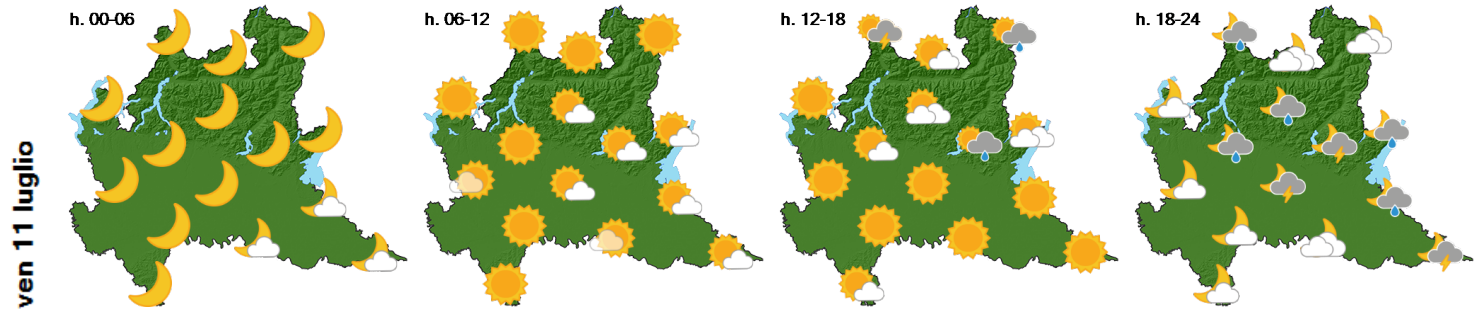 h. 00-06
h. 06-12
h. 12-18
h. 18-24
ven 11 luglio